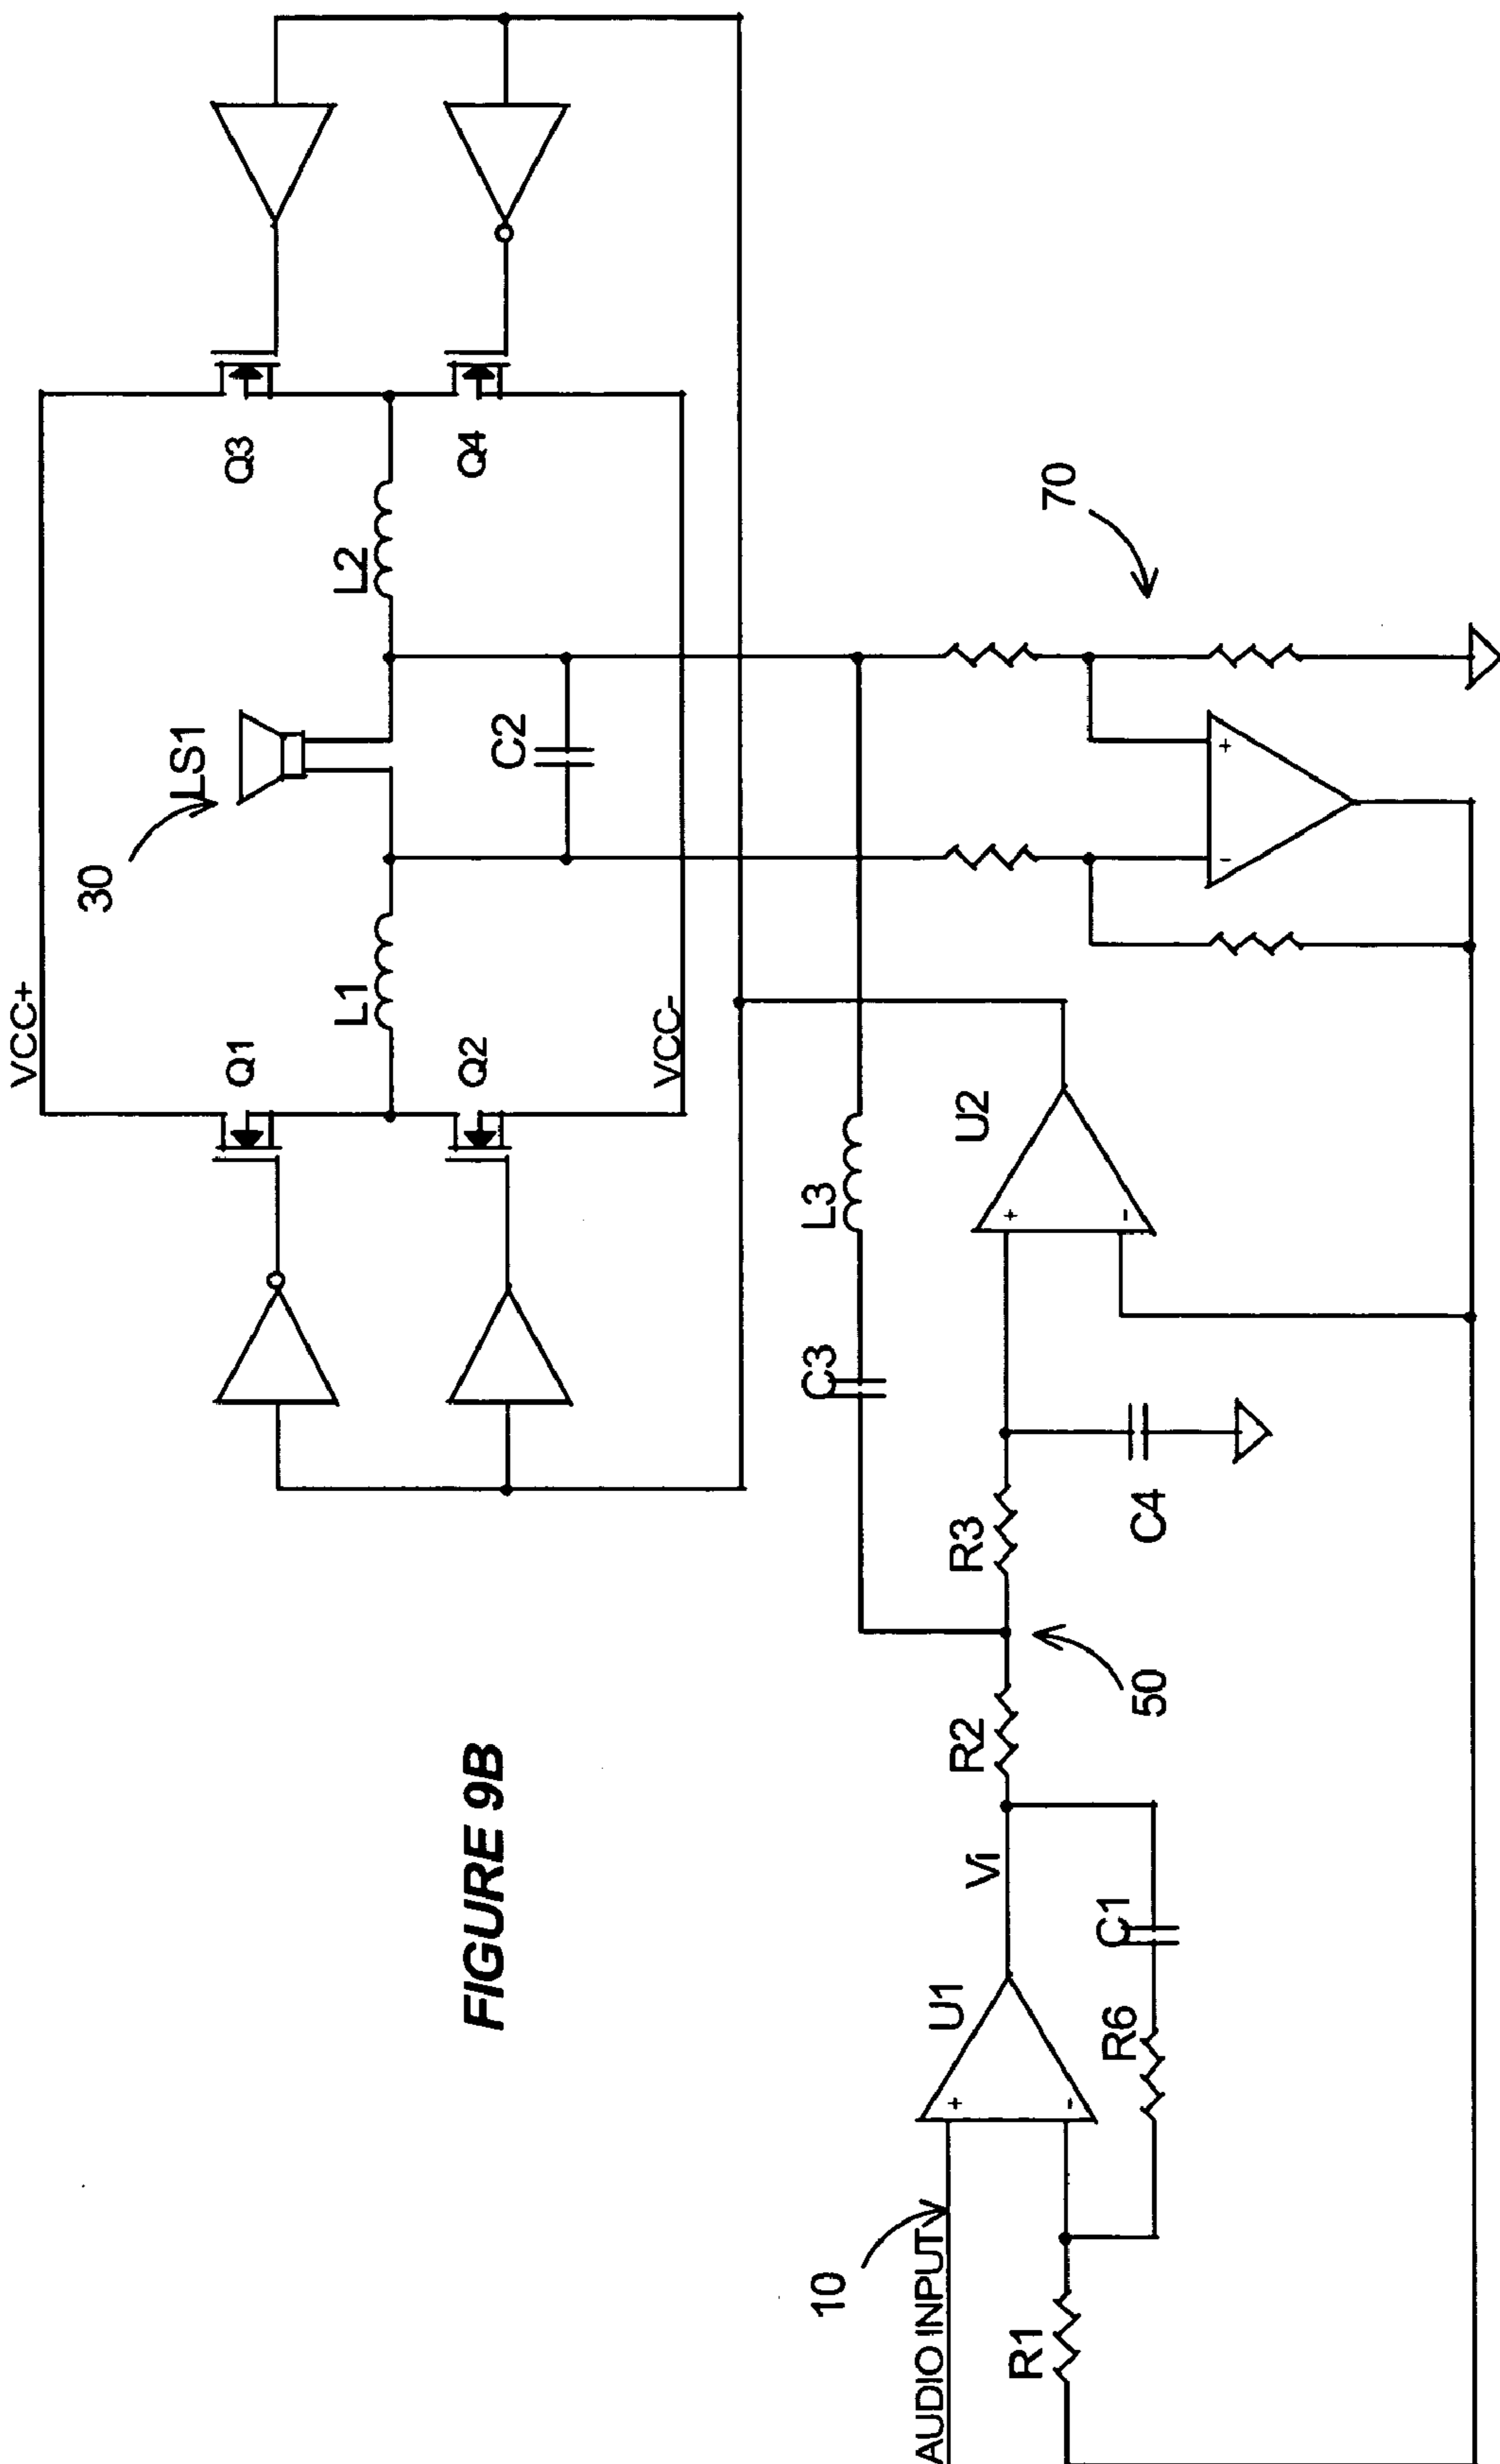 VCC+
30
LS1
Q1
L1
L2
Q3
Q2
C2
Q4
VCC-
C3
L3
70
FIGURE 9B
10
AUDIO INPUT
+
-
U1
Vi
R2
R3
+
-
U2
R1
R6
C1
50
C4
-
+